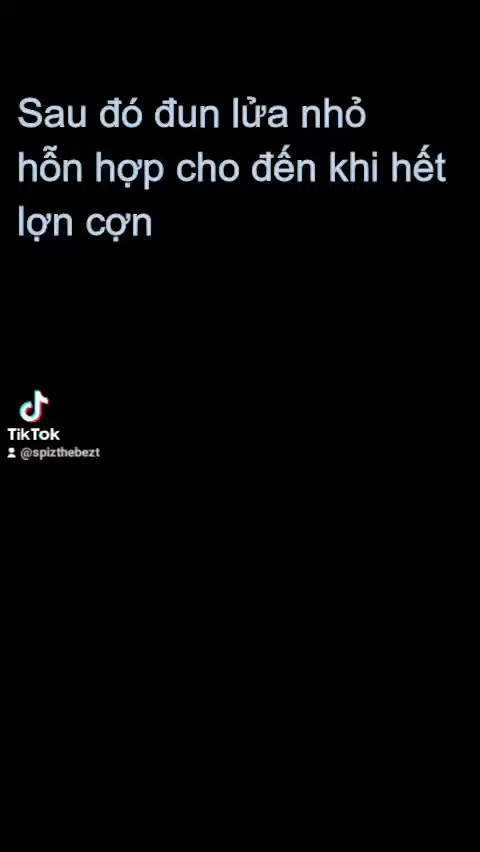 Sau đó đun lửa nhỏ
hỗn hợp cho đến khi hết
lợn cợn
TikTok
@spizthebezt